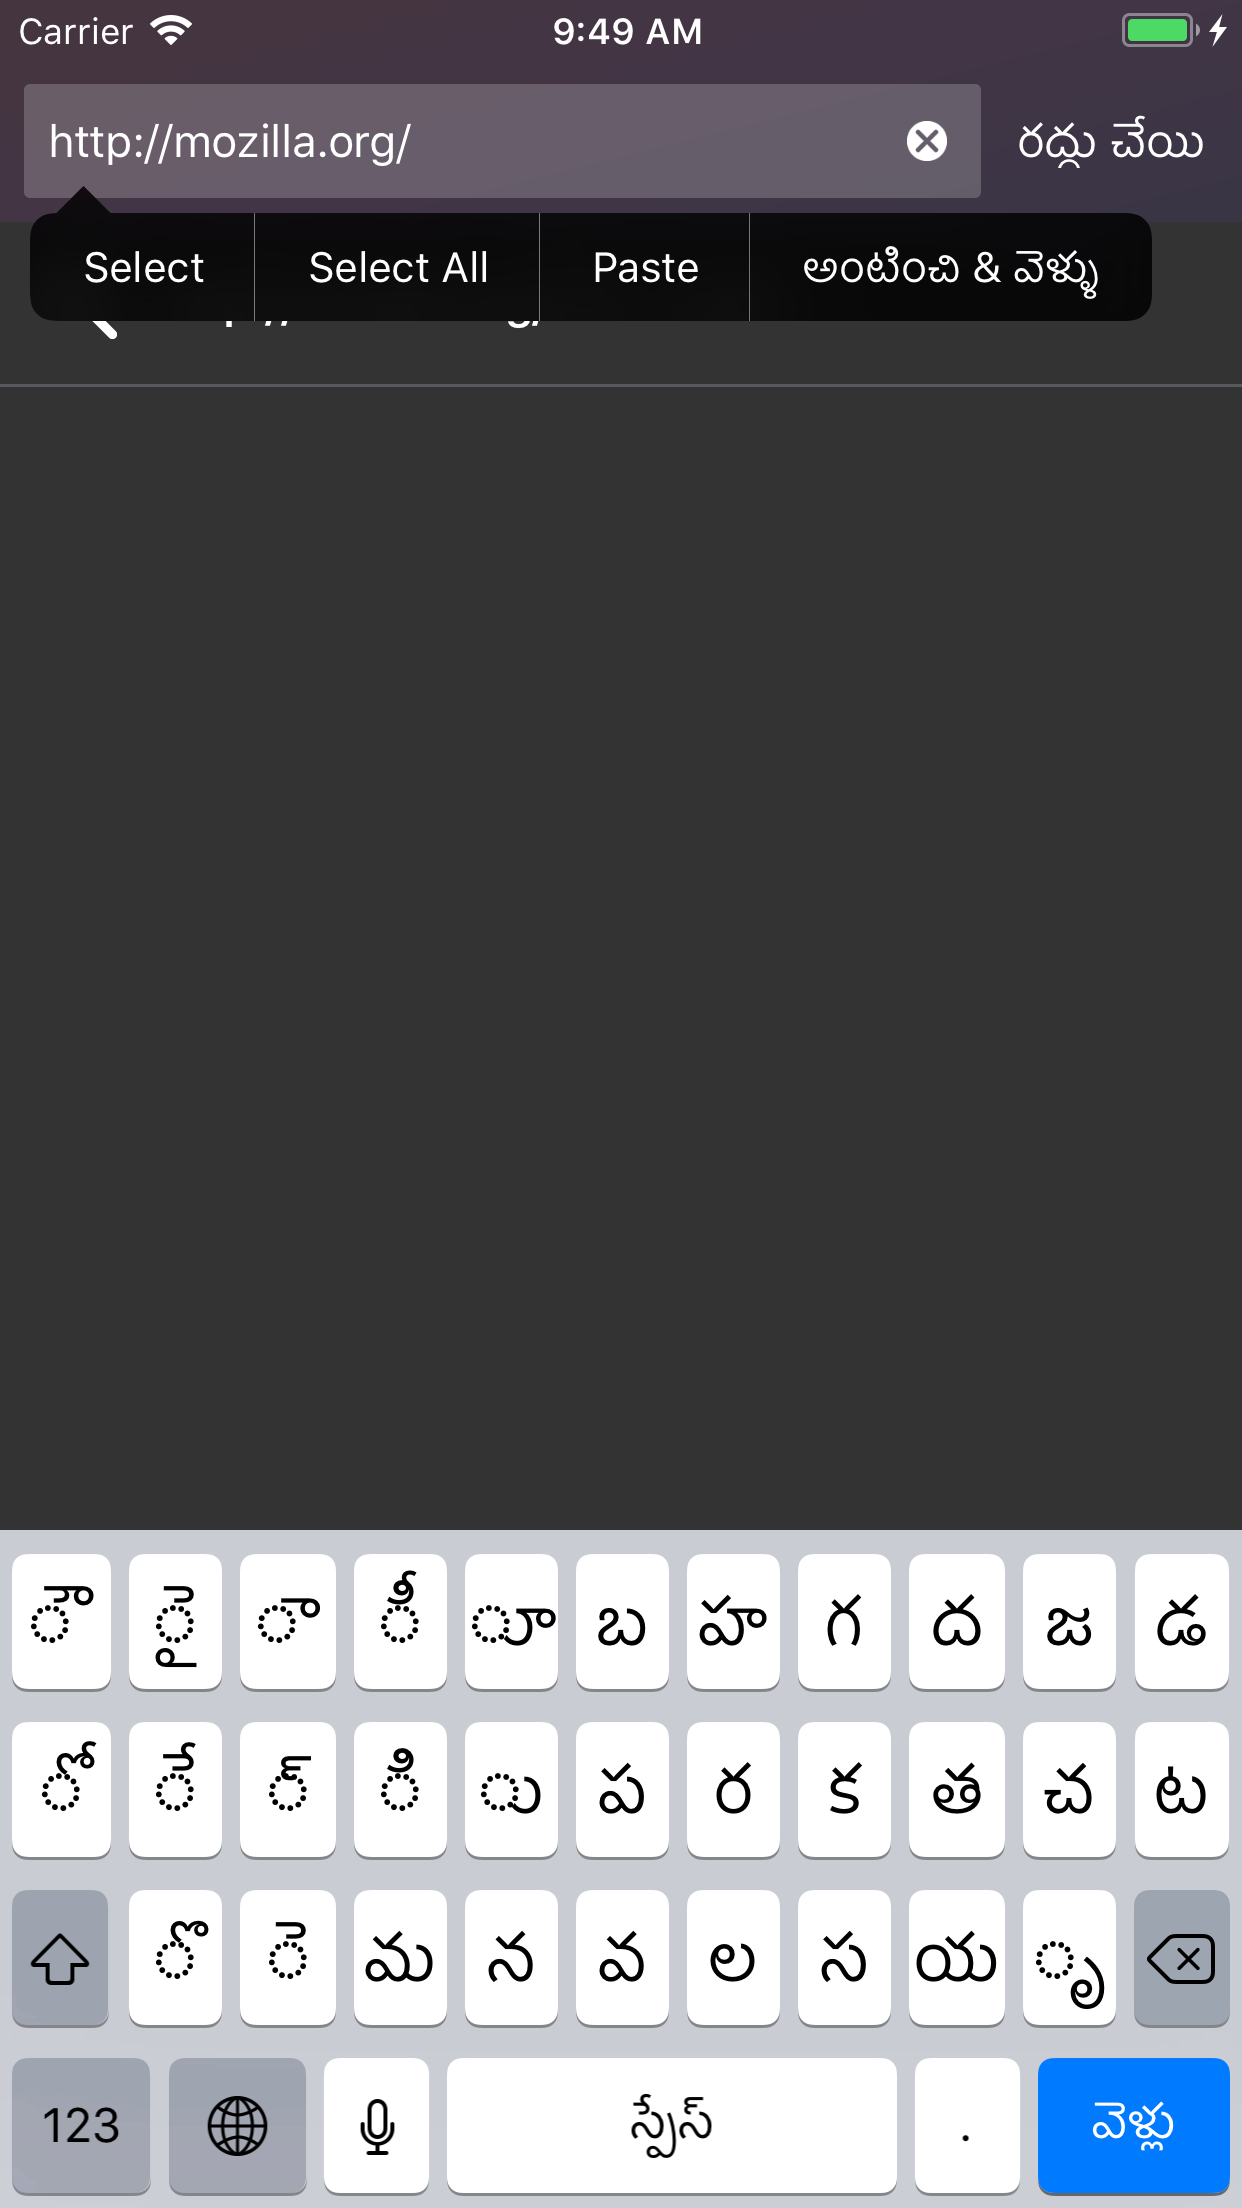 Carrier 9:49 AM
http://mozilla.org/ రద్దు చేయి
Select Select All Paste అంటించి & వెళ్ళు
ౌ ై ా ీ ూ బ హ గ ద జ డ
ో ే ్ ి ు ప ర క త చ ట
ొ ె మ న వ ల స య ృ
123 స్పేస్ . వెళ్లు